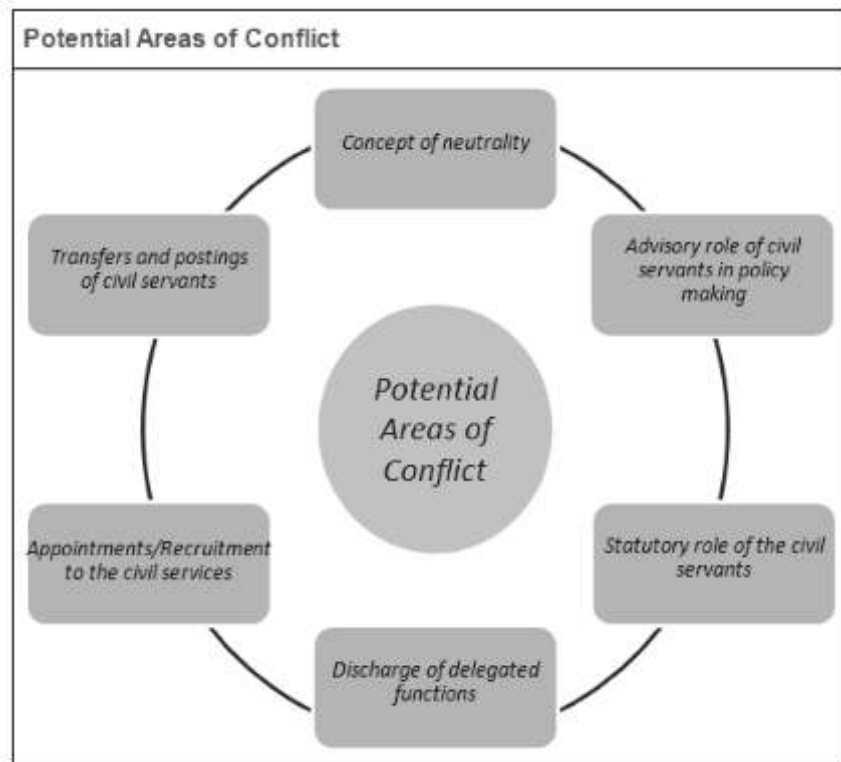 Potential Areas of Conflict
Concept of neutrality
Transfers and postings
of civil servants
Advisory role of civil
servants in policy
making
Potential
Areas of
Conflict
Appointments/Recruitment
to the civil services
Statutory role of the civil
servants
Discharge of delegated
functions